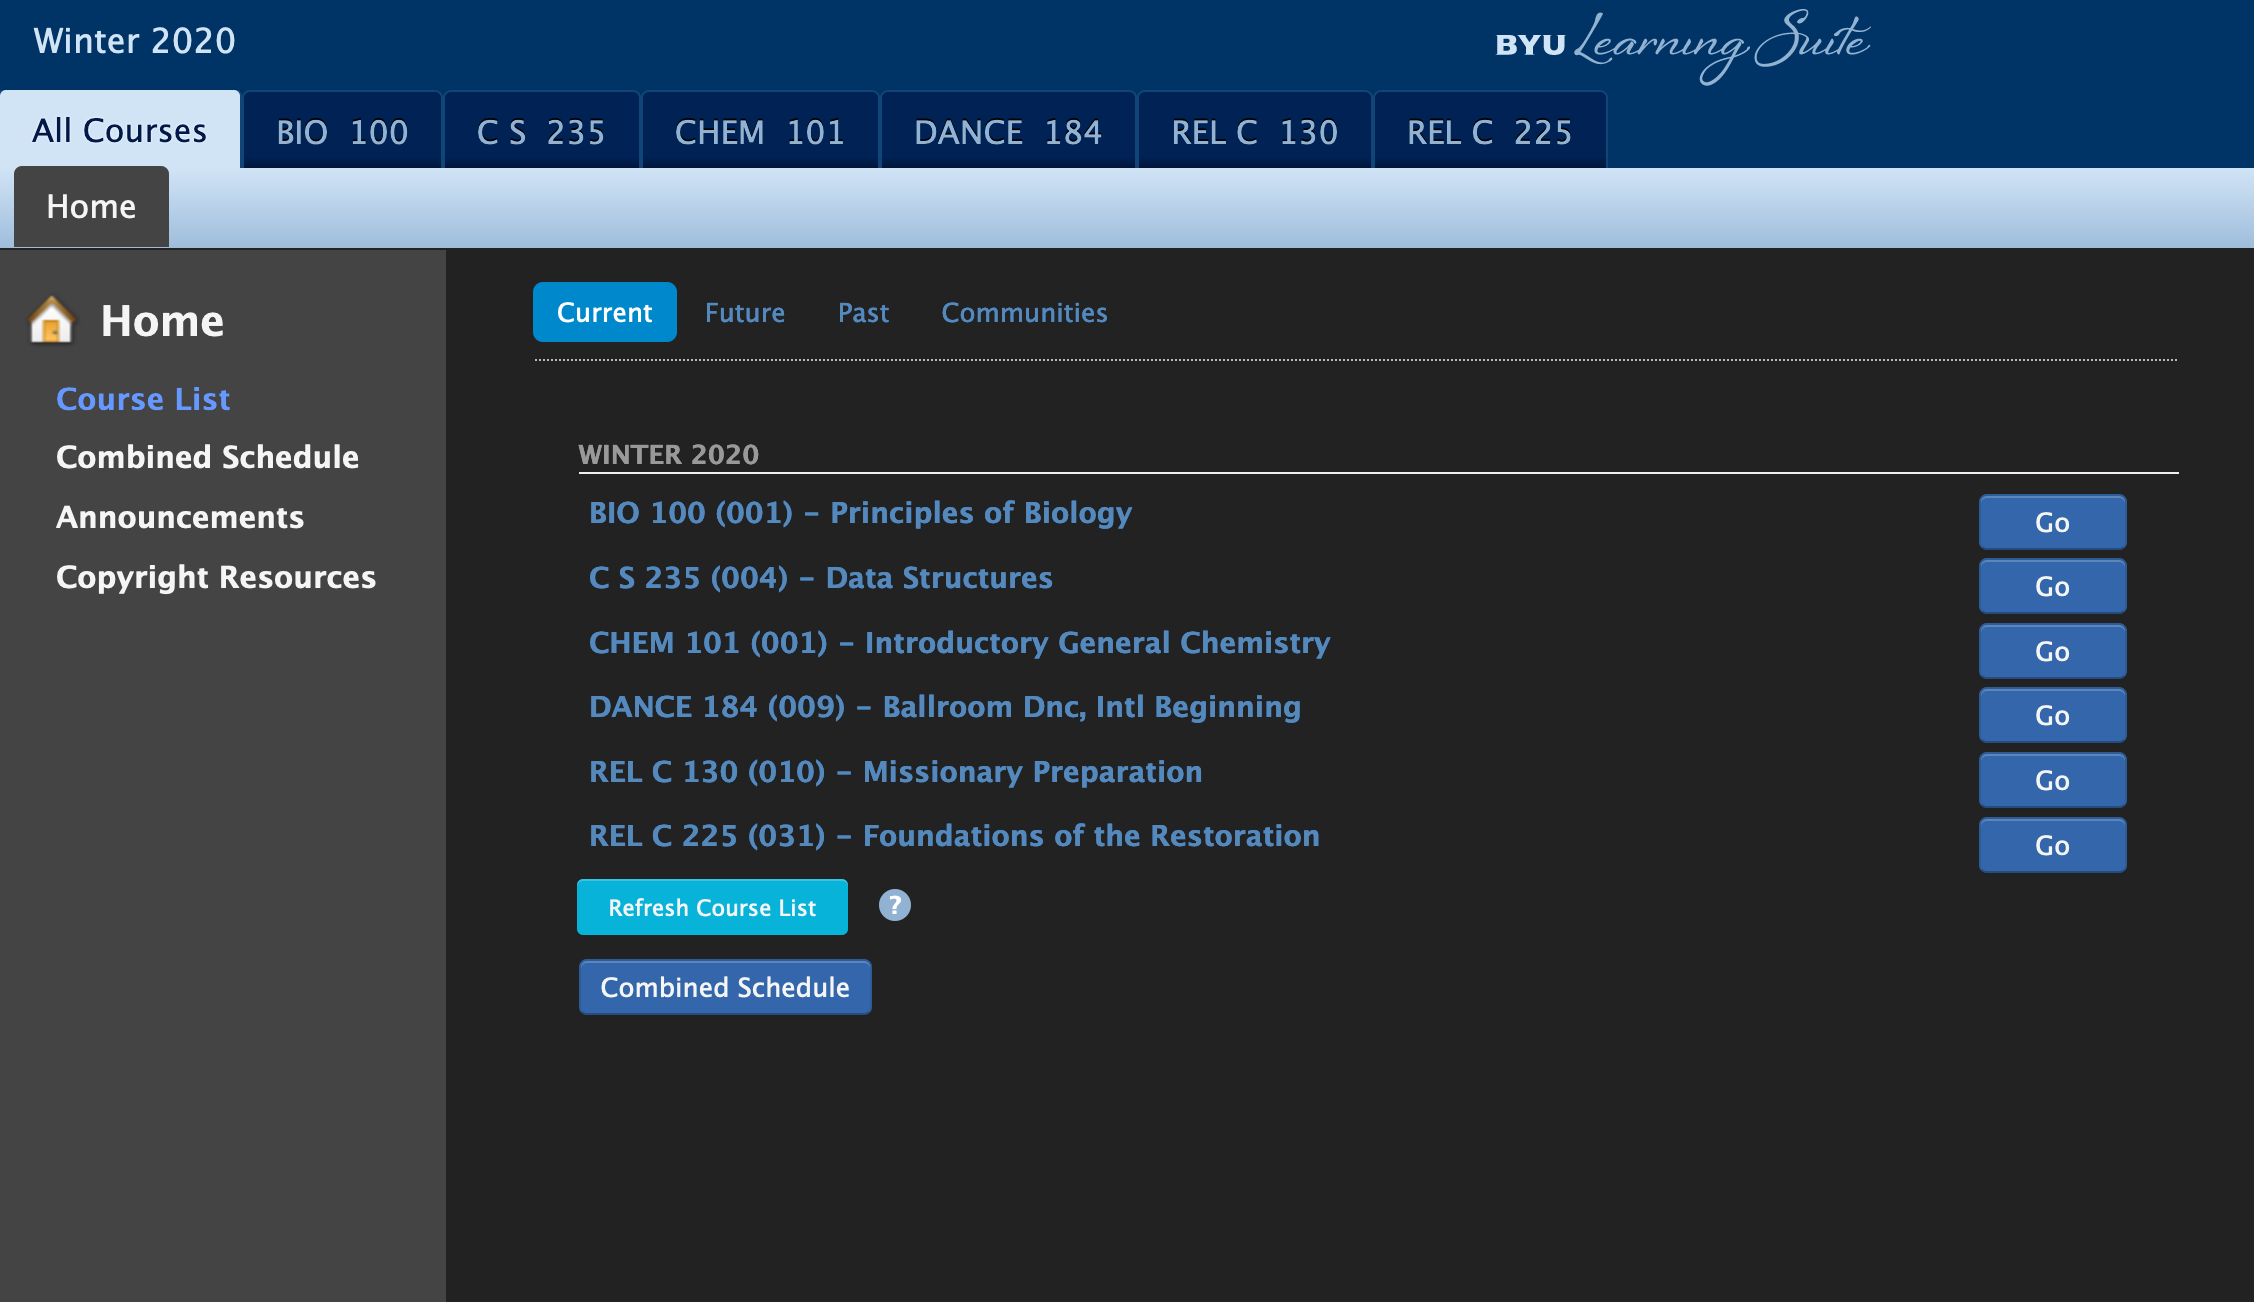 Winter 2020
BYU Learning Suite
All Courses
BIO 100
C S 235
CHEM 101
DANCE 184
REL C 130
REL C 225
Home
Home
Course List
Combined Schedule
Announcements
Copyright Resources
Current Future Past Communities
WINTER 2020
BIO 100 (001) – Principles of Biology Go
C S 235 (004) – Data Structures Go
CHEM 101 (001) – Introductory General Chemistry Go
DANCE 184 (009) – Ballroom Dnc, Intl Beginning Go
REL C 130 (010) – Missionary Preparation Go
REL C 225 (031) – Foundations of the Restoration Go
Refresh Course List ?
Combined Schedule